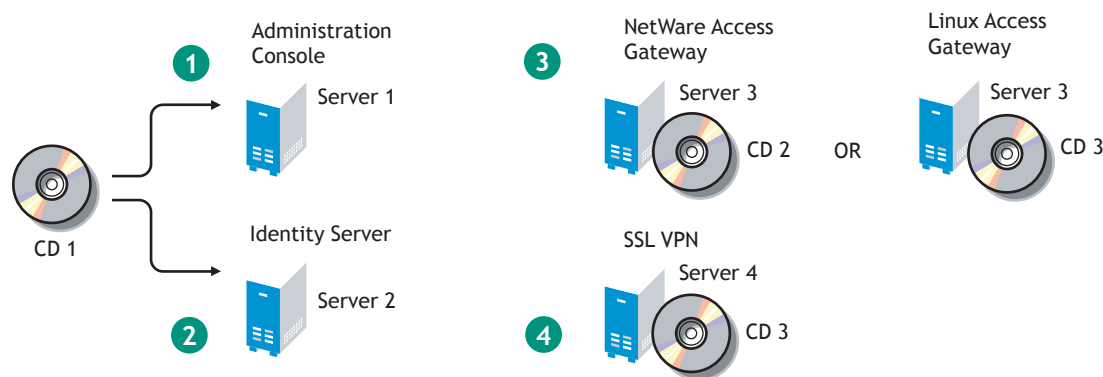 1
Administration
Console
Server 1
CD 1
2
Identity Server
Server 2
3
NetWare Access
Gateway
Server 3
CD 2
OR
Linux Access
Gateway
Server 3
CD 3
4
SSL VPN
Server 4
CD 3